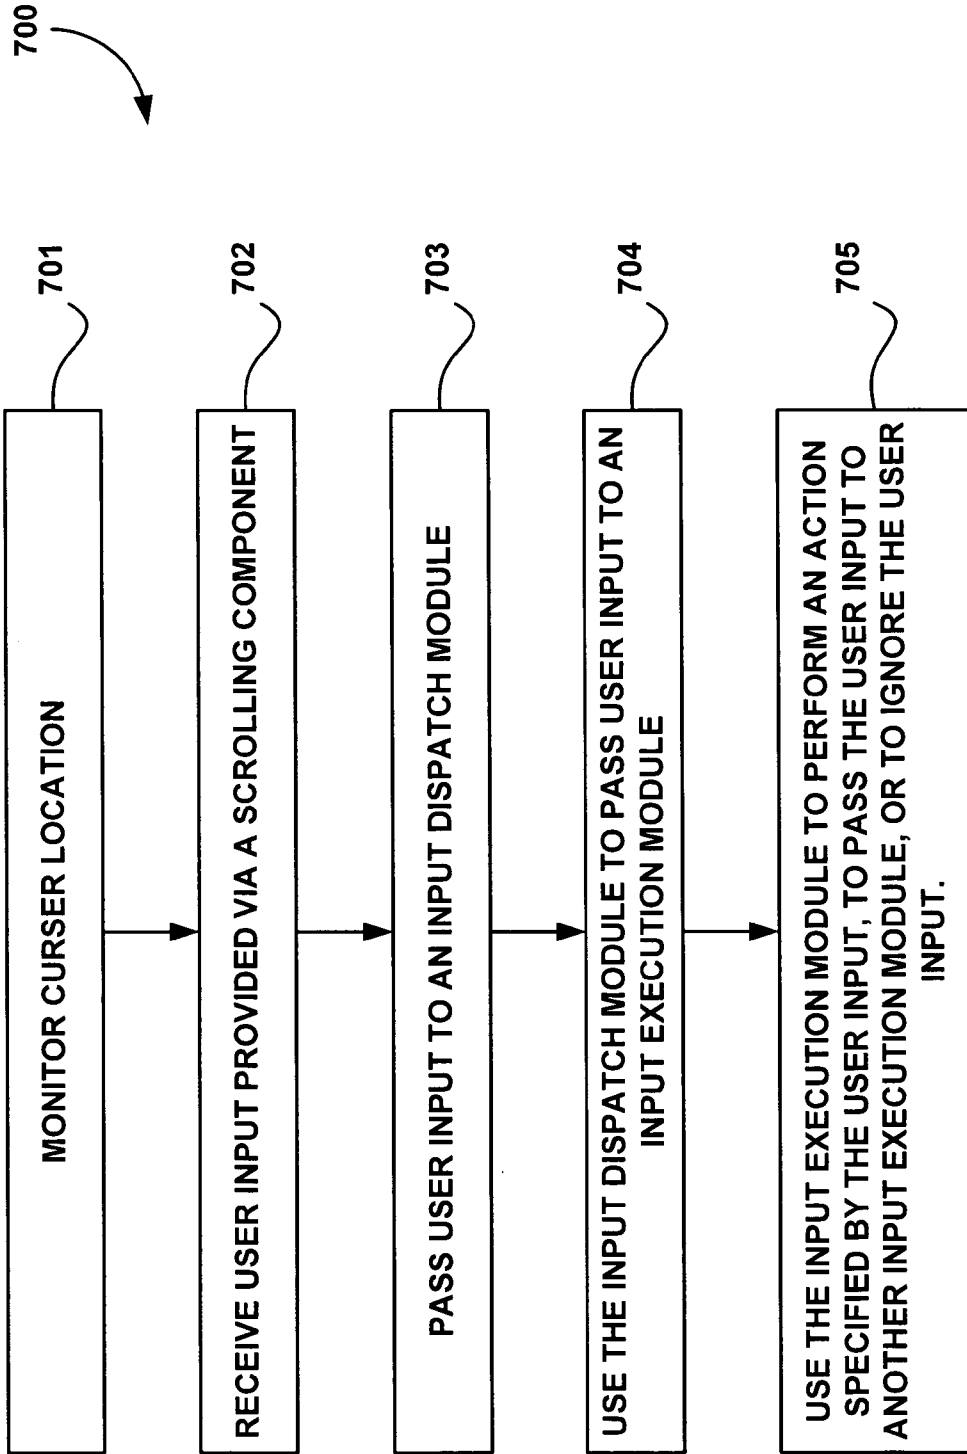 700
MONITOR CURSER LOCATION
701
RECEIVE USER INPUT PROVIDED VIA A SCROLLING COMPONENT
702
PASS USER INPUT TO AN INPUT DISPATCH MODULE
703
USE THE INPUT DISPATCH MODULE TO PASS USER INPUT TO AN
INPUT EXECUTION MODULE
704
USE THE INPUT EXECUTION MODULE TO PERFORM AN ACTION
SPECIFIED BY THE USER INPUT, TO PASS THE USER INPUT TO
ANOTHER INPUT EXECUTION MODULE, OR TO IGNORE THE USER
INPUT.
705